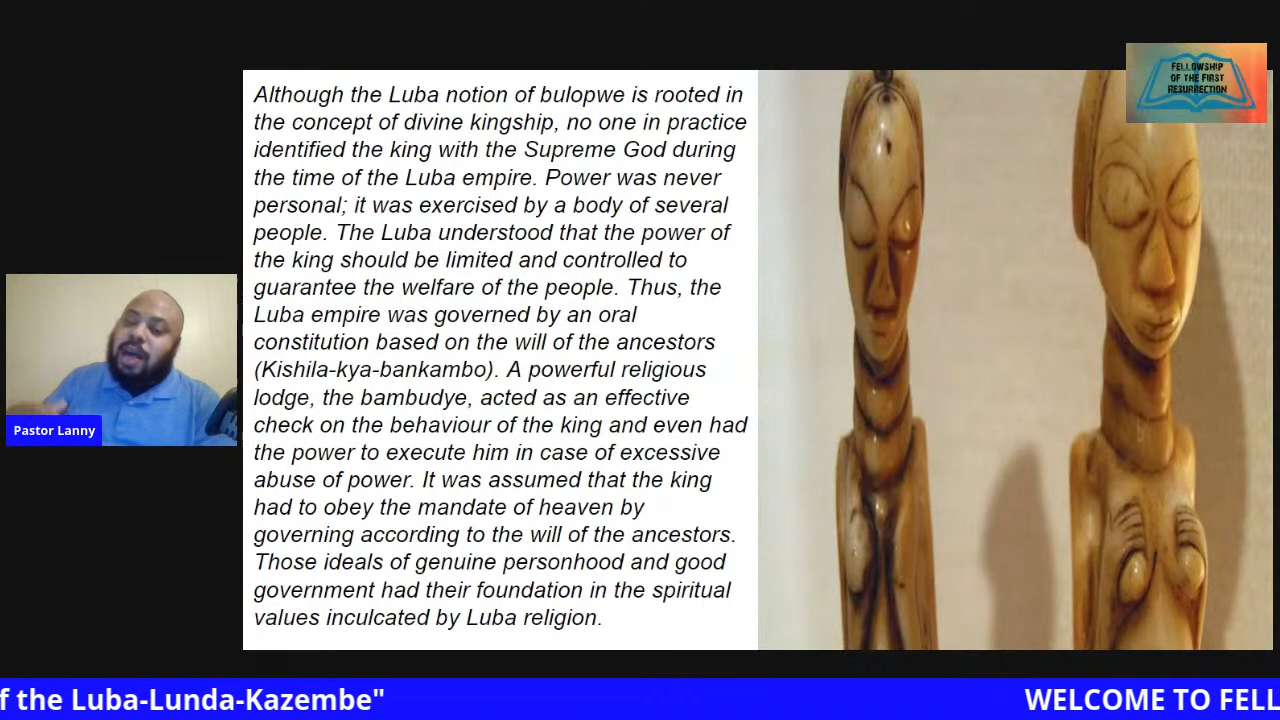 FELLOWSHIP
OF THE FIRST
RESURRECTION
Although the Luba notion of bulopwe is rooted in
the concept of divine kingship, no one in practice
identified the king with the Supreme God during
the time of the Luba empire. Power was never
personal; it was exercised by a body of several
people. The Luba understood that the power of
the king should be limited and controlled to
guarantee the welfare of the people. Thus, the
Luba empire was governed by an oral
constitution based on the will of the ancestors
(Kishila-kya-bankambo). A powerful religious
lodge, the bambudye, acted as an effective
check on the behaviour of the king and even had
the power to execute him in case of excessive
abuse of power. It was assumed that the king
had to obey the mandate of heaven by
governing according to the will of the ancestors.
Those ideals of genuine personhood and good
government had their foundation in the spiritual
values inculcated by Luba religion.
Pastor Lanny
f the Luba-Lunda-Kazembe" WELCOME TO FELL